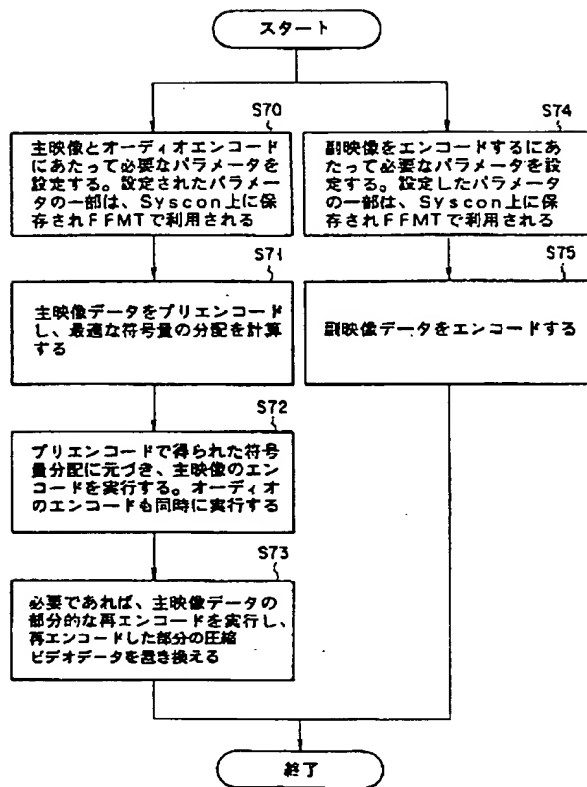 スタート
S70
主映像とオーディオエンコード
にあたって必要なパラメータを
設定する。設定されたパラメー
タの一部は、Syscon上に保
存されFFMTで利用される
S74
副映像をエンコードするにあ
たって必要なパラメータを設
定する。設定したパラメータ
の一部は、Syscon上に保
存されFFMTで利用される
S71
主映像データをプリエンコード
し、最適な符号量の分配を計算
する
S75
副映像データをエンコードする
S72
プリエンコードで得られた符号
量分配に元づき、主映像のエン
コードを実行する。オーディオ
のエンコードも同時に実行する
S73
必要であれば、主映像データの
部分的な再エンコードを実行し、
再エンコードした部分の圧縮
ビデオデータを置き換える
終了